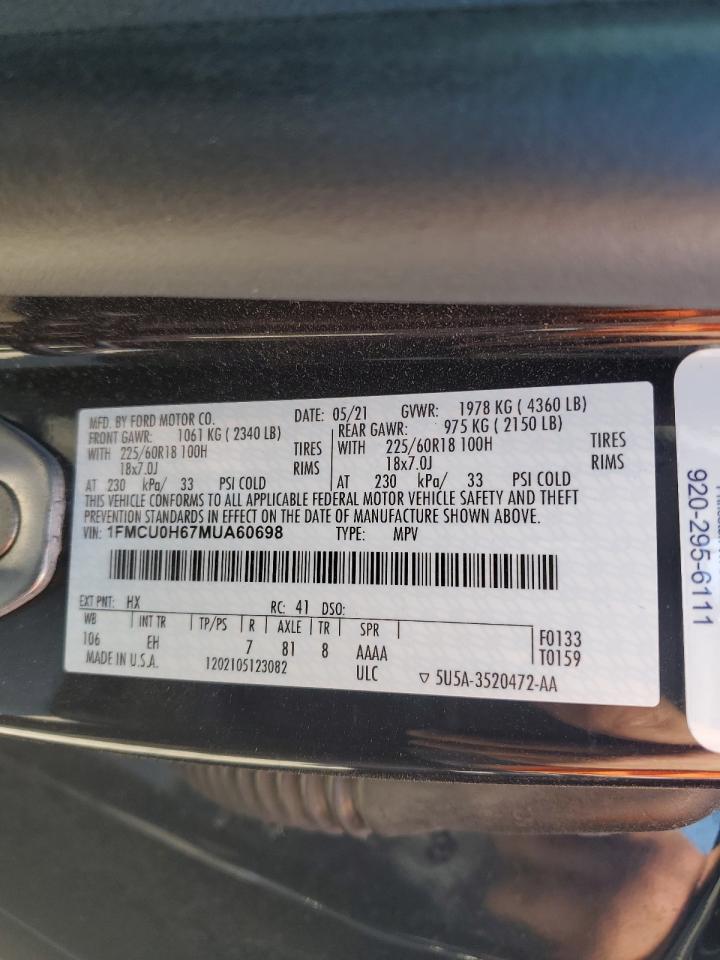 MFD. BY FORD MOTOR CO. DATE: 05/21 GVWR: 1978 KG ( 4360 LB)
FRONT GAWR: 1061 KG ( 2340 LB) REAR GAWR: 975 KG ( 2150 LB)
WITH 225/60R18 100H TIRES WITH 225/60R18 100H TIRES
18x7.0J RIMS 18x7.0J RIMS
AT 230 kPa/ 33 PSI COLD AT 230 kPa/ 33 PSI COLD
THIS VEHICLE CONFORMS TO ALL APPLICABLE FEDERAL MOTOR VEHICLE SAFETY AND THEFT
PREVENTION STANDARDS IN EFFECT ON THE DATE OF MANUFACTURE SHOWN ABOVE.
VIN: 1FMCU0H67MUA60698 TYPE: MPV
EXT PNT: HX RC: 41 DSO:
WB INT TR TP/PS R AXLE TR SPR F0133
106 EH 7 81 8 AAAA T0159
MADE IN U.S.A. 1202105123082 ULC ▽ 5U5A-3520472-AA
920-295-6111